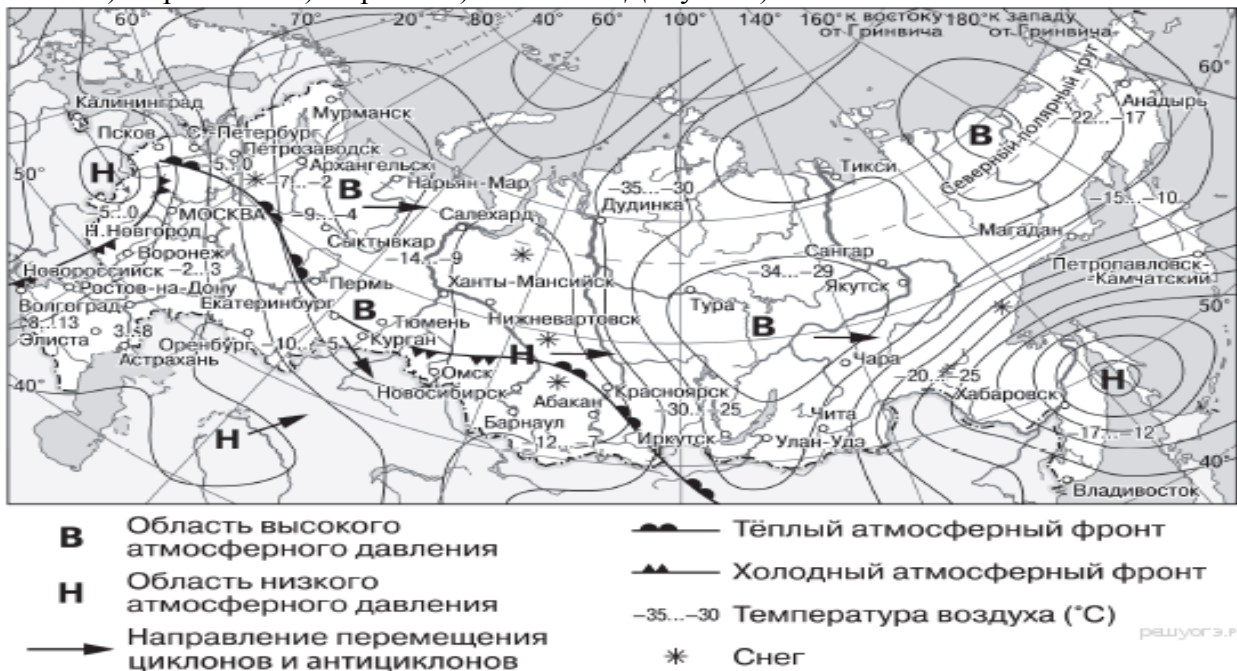 60° 70° 20° 80° 40° 60° 100° 120° 140° 160° к востоку от Гринвича 180° к западу от Гринвича
60°
Калининград
Мурманск
Северный полярный круг
Анадырь
Псков
С.-Петербург
Петрозаводск
-22...-17
В
-5...0
Архангельск
Тикси
50°
Н
-7...-2
В
Нарьян-Мар
-35...-30
Дудинка
-15...-10
-5...0
МОСКВА
-9...-4
Салехард
Магадан
Н.Новгород
Сыктывкар
Сангар
Воронеж
-14...-9
-34...-29
Петропавловск-
-Камчатский
Новороссийск
-2...3
Ханты-Мансийск
Якутск
Ростов-на-Дону
Пермь
Тура
50°
Волгоград
Екатеринбург
В
Нижневартовск
В
8...13
Тюмень
Элиста
3...8
Оренбург
-10...-5
Курган
Н
Чара
Астрахань
Омск
-20...-25
40°
Новосибирск
Красноярск
Хабаровск
Н
Абакан
-30...-25
Чита
Н
Барнаул
-17...-12
-12...-7
Иркутск
Улан-Удэ
40°
Владивосток
В Область высокого
атмосферного давления
Н Область низкого
атмосферного давления
Направление перемещения
циклонов и антициклонов
Тёплый атмосферный фронт
Холодный атмосферный фронт
-35...-30 Температура воздуха (°С)
Снег
решуогэ.р